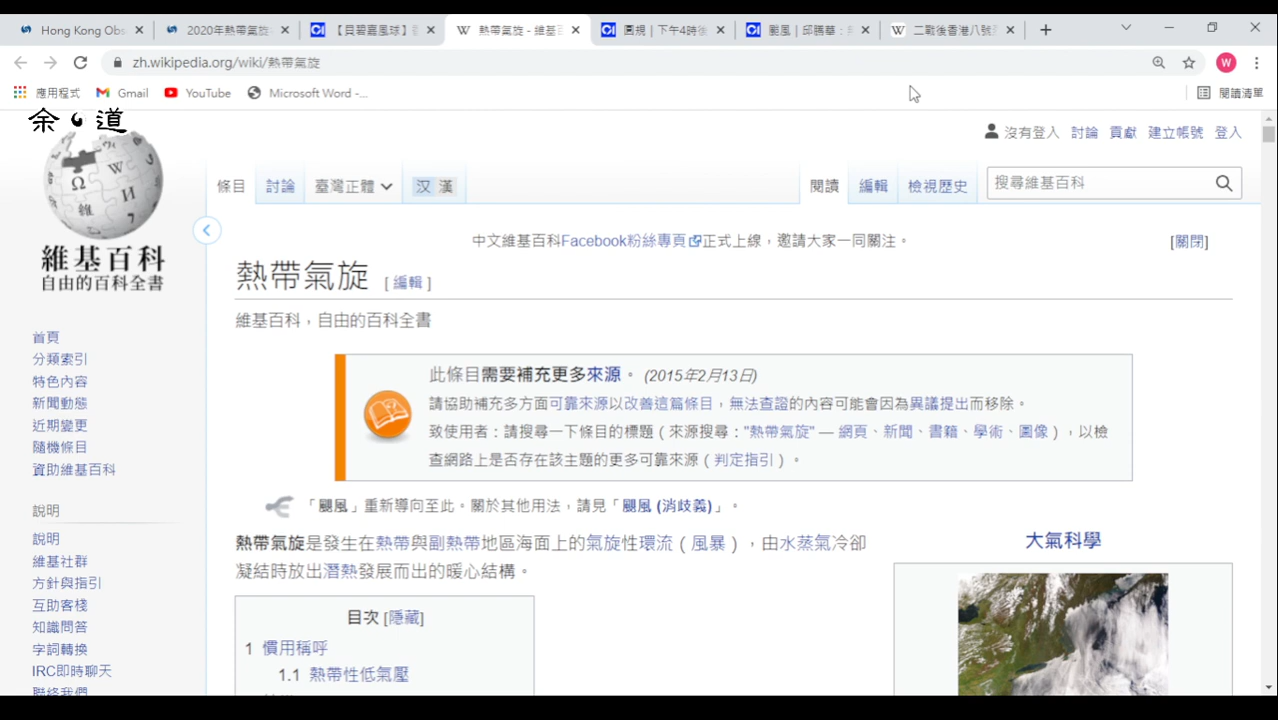 Hong Kong Obs
2020年熱帶氣旋
【貝碧嘉風球】
熱帶氣旋 - 維基
圓規 | 下午4時後
颱風 | 邱騰華：
二戰後香港八號
zh.wikipedia.org/wiki/熱帶氣旋
W
應用程式
Gmail
YouTube
Microsoft Word -...
閱讀清單
余 道
維基百科
自由的百科全書
沒有登入 討論 貢獻 建立帳號 登入
條目 討論 臺灣正體 汉 漢
閱讀 編輯 檢視歷史
搜尋維基百科
中文維基百科Facebook粉絲專頁正式上線，邀請大家一同關注。
[關閉]
熱帶氣旋 [編輯]
維基百科，自由的百科全書
此條目需要補充更多來源。 (2015年2月13日)
請協助補充多方面可靠來源以改善這篇條目，無法查證的內容可能會因為異議提出而移除。
致使用者：請搜尋一下條目的標題（來源搜尋："熱帶氣旋" — 網頁、新聞、書籍、學術、圖像），以檢
查網路上是否存在該主題的更多可靠來源（判定指引）。
「颶風」重新導向至此。關於其他用法，請見「颶風 (消歧義)」。
熱帶氣旋是發生在熱帶與副熱帶地區海面上的氣旋性環流（風暴），由水蒸氣冷卻
凝結時放出潛熱發展而出的暖心結構。
目次 [隱藏]
1 慣用稱呼
1.1 熱帶性低氣壓
大氣科學
首頁
分類索引
特色內容
新聞動態
近期變更
隨機條目
資助維基百科
說明
說明
維基社群
方針與指引
互助客棧
知識問答
字詞轉換
IRC即時聊天
聯絡我們